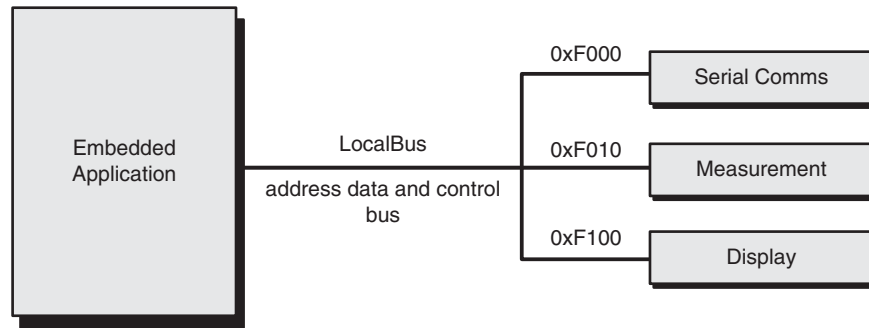 Embedded
Application
LocalBus
address data and control
bus
0xF000
Serial Comms
0xF010
Measurement
0xF100
Display